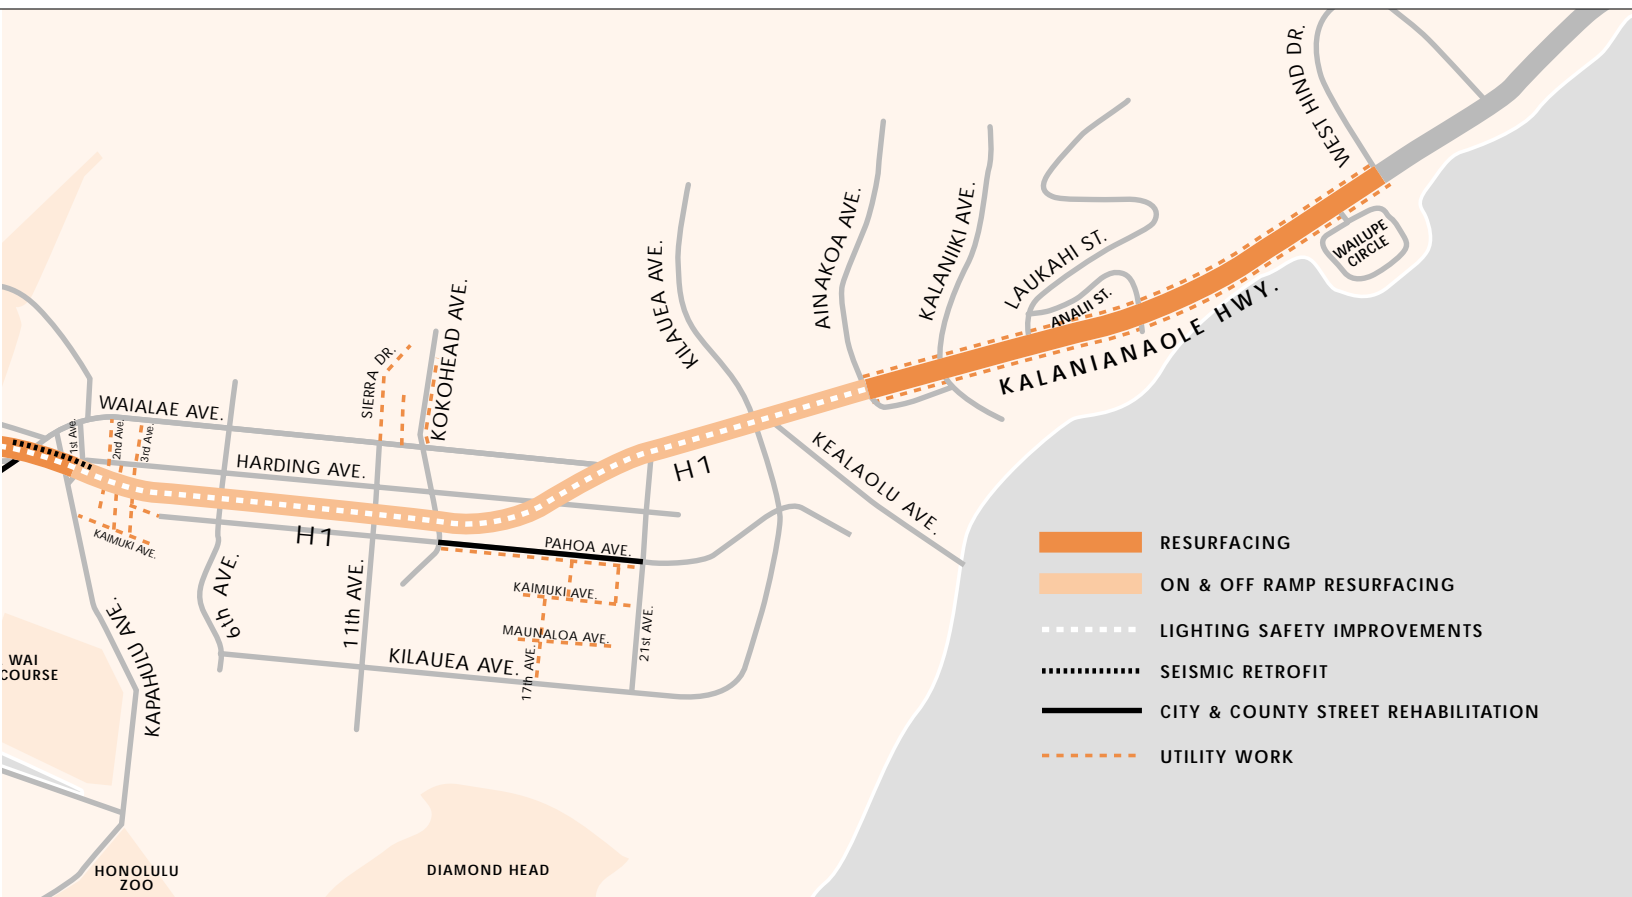 WEST HIND DR.
WAILUPE
CIRCLE
AINAKOA AVE.
KALANIIKI AVE.
LAUKAHI ST.
ANALII ST.
KALANIANAOLE HWY.
KILAUEA AVE.
KOKOHEAD AVE.
SIERRA DR.
WAIALAE AVE.
1st Ave.
2nd Ave.
3rd Ave.
HARDING AVE.
H1
KEALAOLU AVE.
H1
PAHOA AVE.
KAIMUKI AVE.
6th AVE.
11th AVE.
KAIMUKI AVE.
MAUNALOA AVE.
21st AVE.
17th AVE.
KILAUEA AVE.
KAPAHULU AVE.
WAI
COURSE
HONOLULU
ZOO
DIAMOND HEAD
RESURFACING
ON & OFF RAMP RESURFACING
LIGHTING SAFETY IMPROVEMENTS
SEISMIC RETROFIT
CITY & COUNTY STREET REHABILITATION
UTILITY WORK